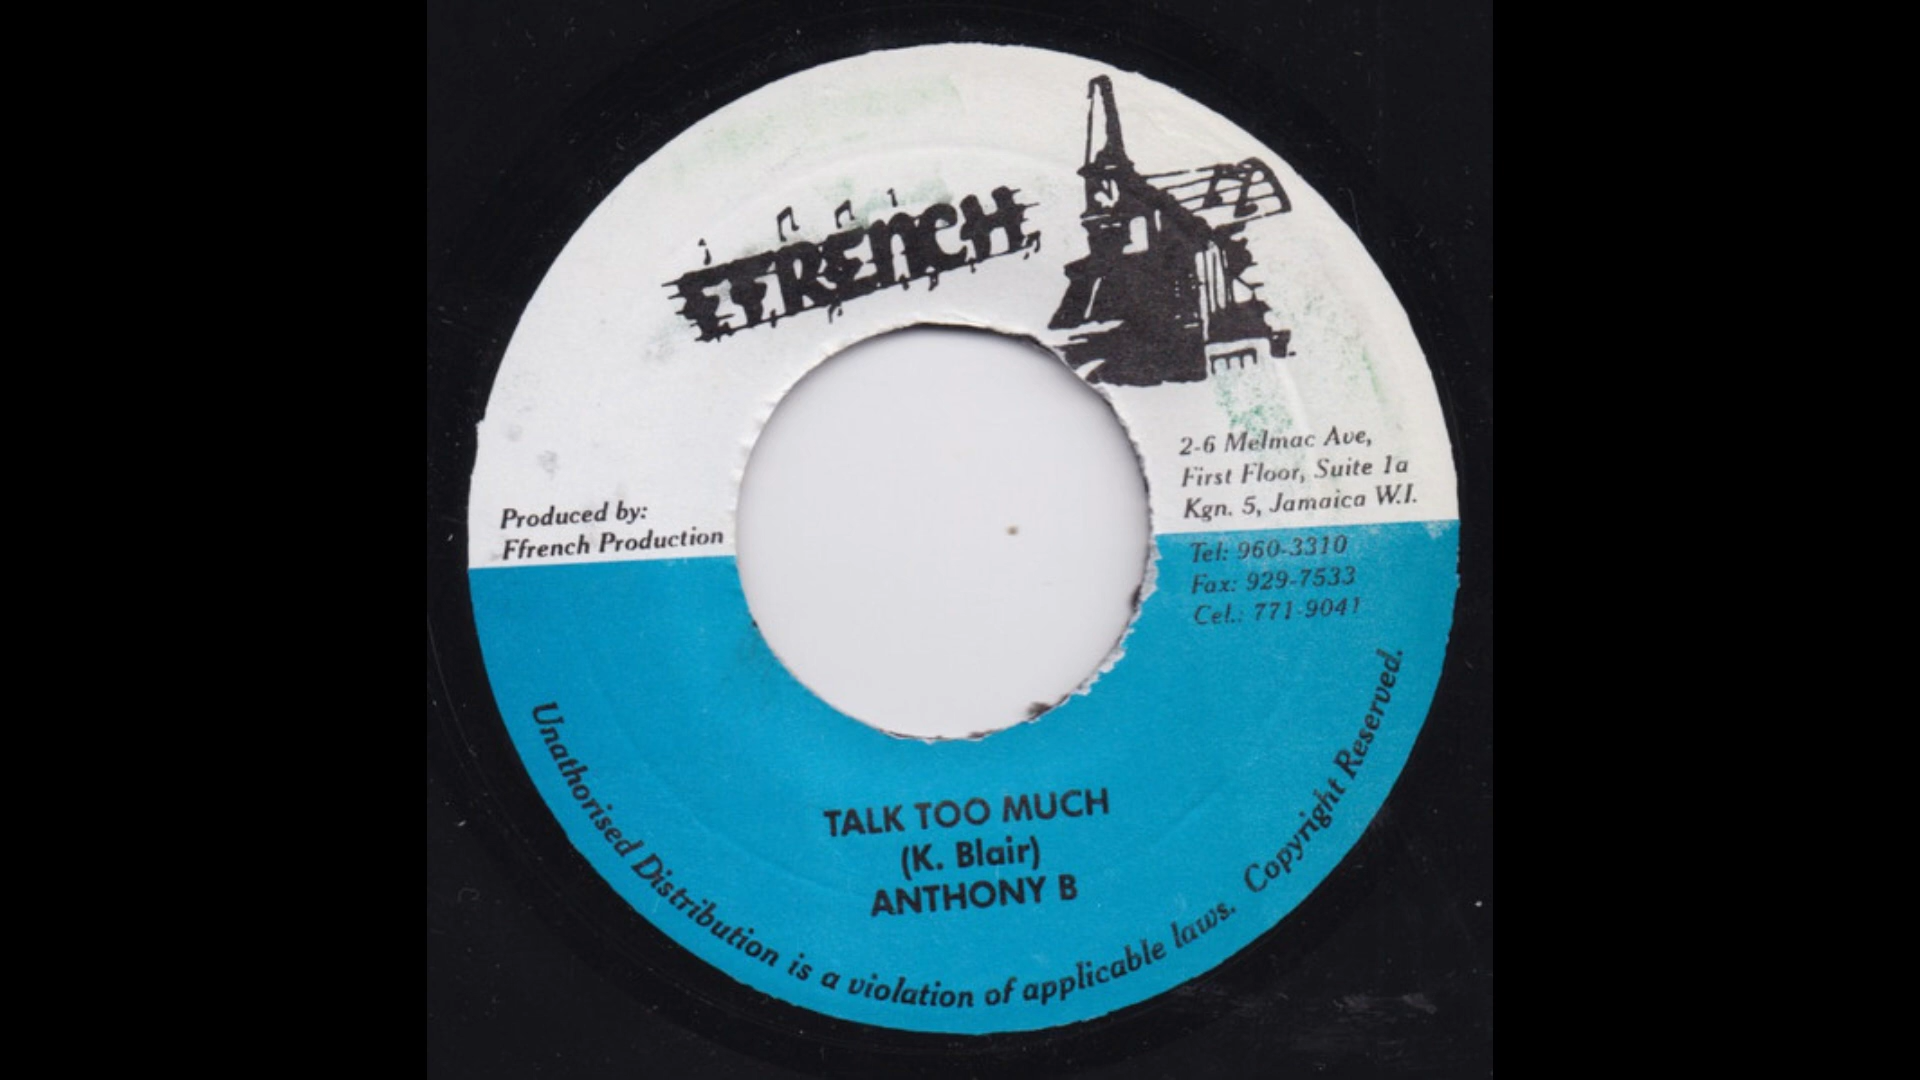 FFRENCH
2-6 Melmac Ave,
First Floor, Suite 1a
Kgn. 5, Jamaica W.I.
Produced by:
Ffrench Production
Tel: 960-3310
Fax: 929-7533
Cel.: 771-9041
TALK TOO MUCH
(K. Blair)
ANTHONY B
Unathorised Distribution is a violation of applicable laws. Copyright Reserved.